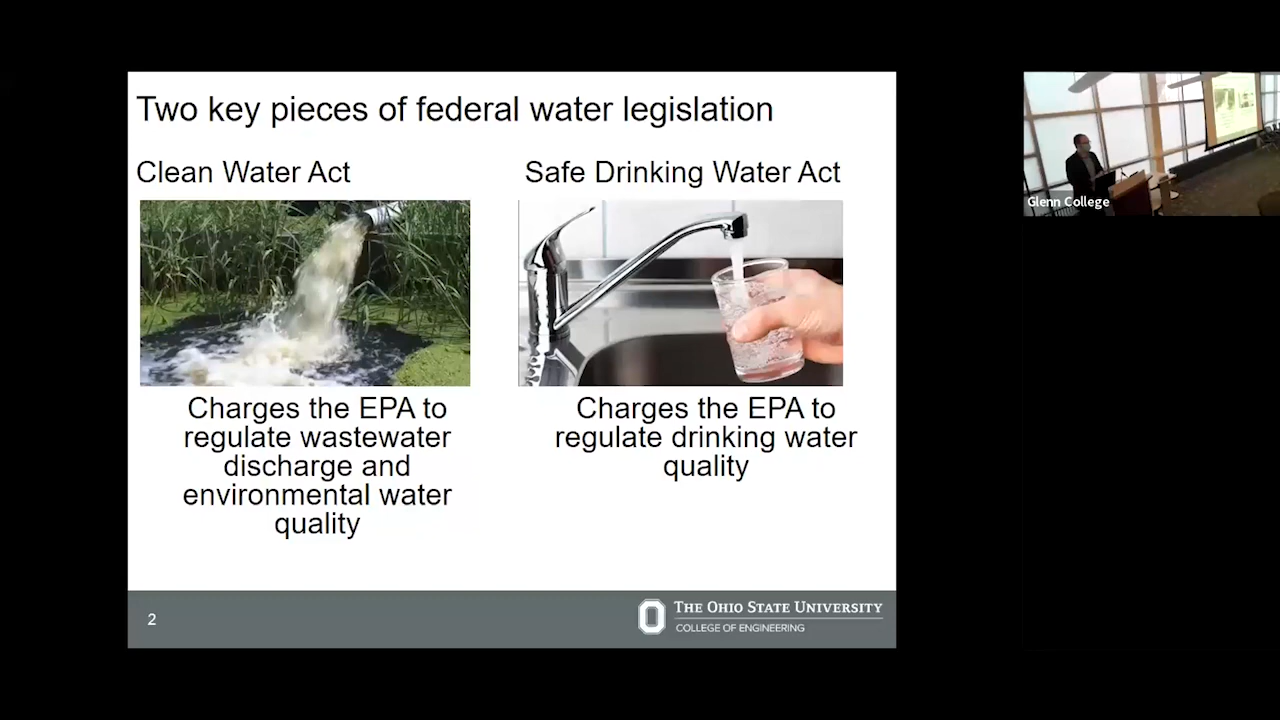 Two key pieces of federal water legislation
Clean Water Act
Safe Drinking Water Act
Charges the EPA to
regulate wastewater
discharge and
environmental water
quality
Charges the EPA to
regulate drinking water
quality
2
THE OHIO STATE UNIVERSITY
COLLEGE OF ENGINEERING
Glenn College